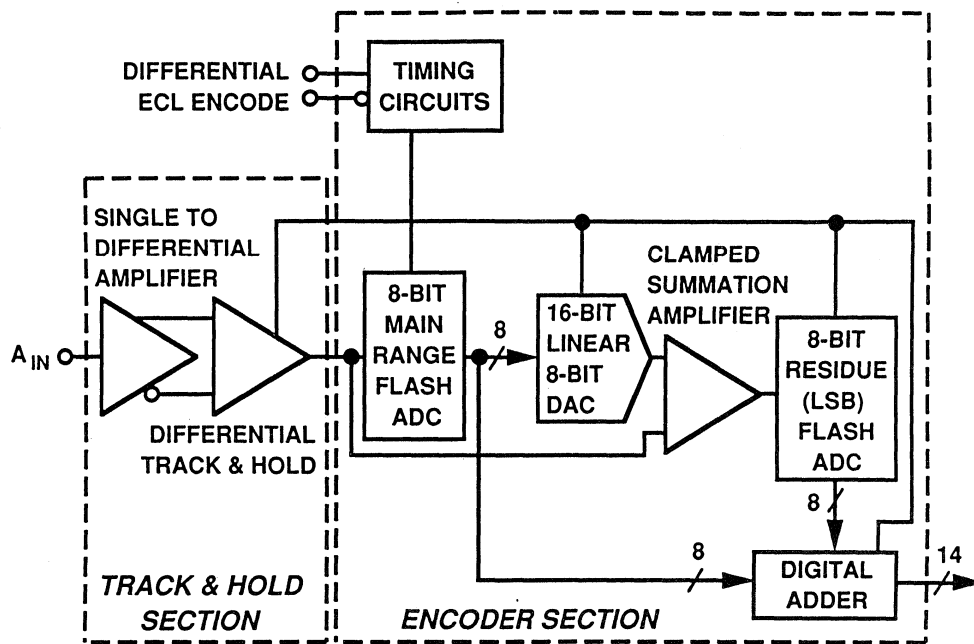 DIFFERENTIAL
ECL ENCODE
TIMING
CIRCUITS
SINGLE TO
DIFFERENTIAL
AMPLIFIER
A IN
DIFFERENTIAL
TRACK & HOLD
8-BIT
MAIN
RANGE
FLASH
ADC
8
16-BIT
LINEAR
8-BIT
DAC
CLAMPED
SUMMATION
AMPLIFIER
8-BIT
RESIDUE
(LSB)
FLASH
ADC
8
8
DIGITAL
ADDER
14
TRACK & HOLD
SECTION
ENCODER SECTION